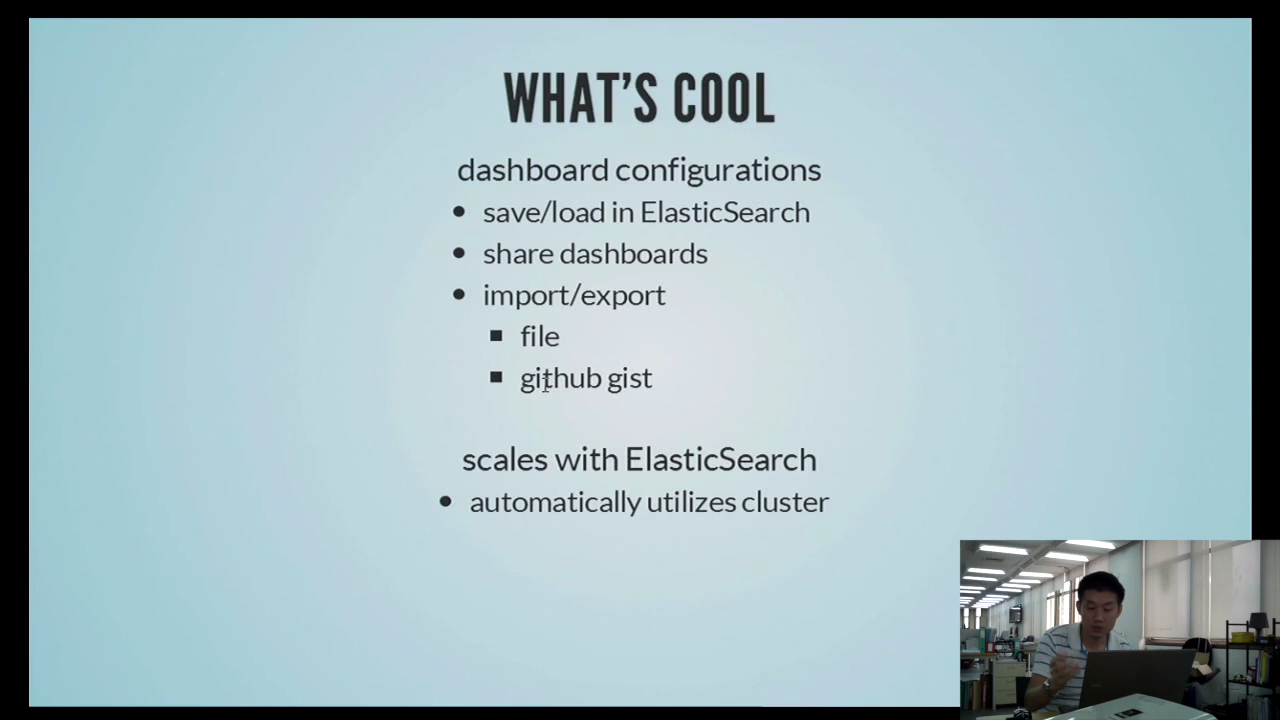 WHAT'S COOL
dashboard configurations
save/load in ElasticSearch
share dashboards
import/export
file
github gist
scales with ElasticSearch
automatically utilizes cluster